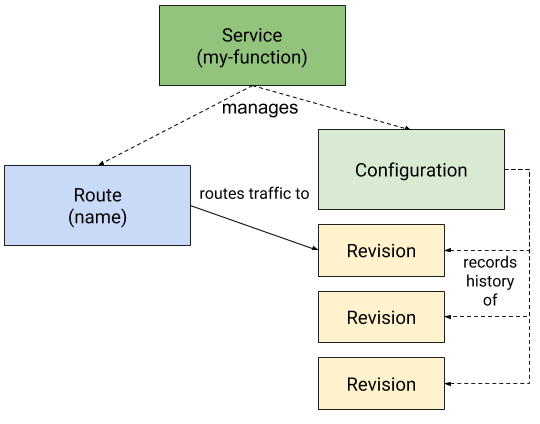 Service
(my-function)
manages
Configuration
Route
(name)
routes traffic to
Revision
records
history
of
Revision
Revision